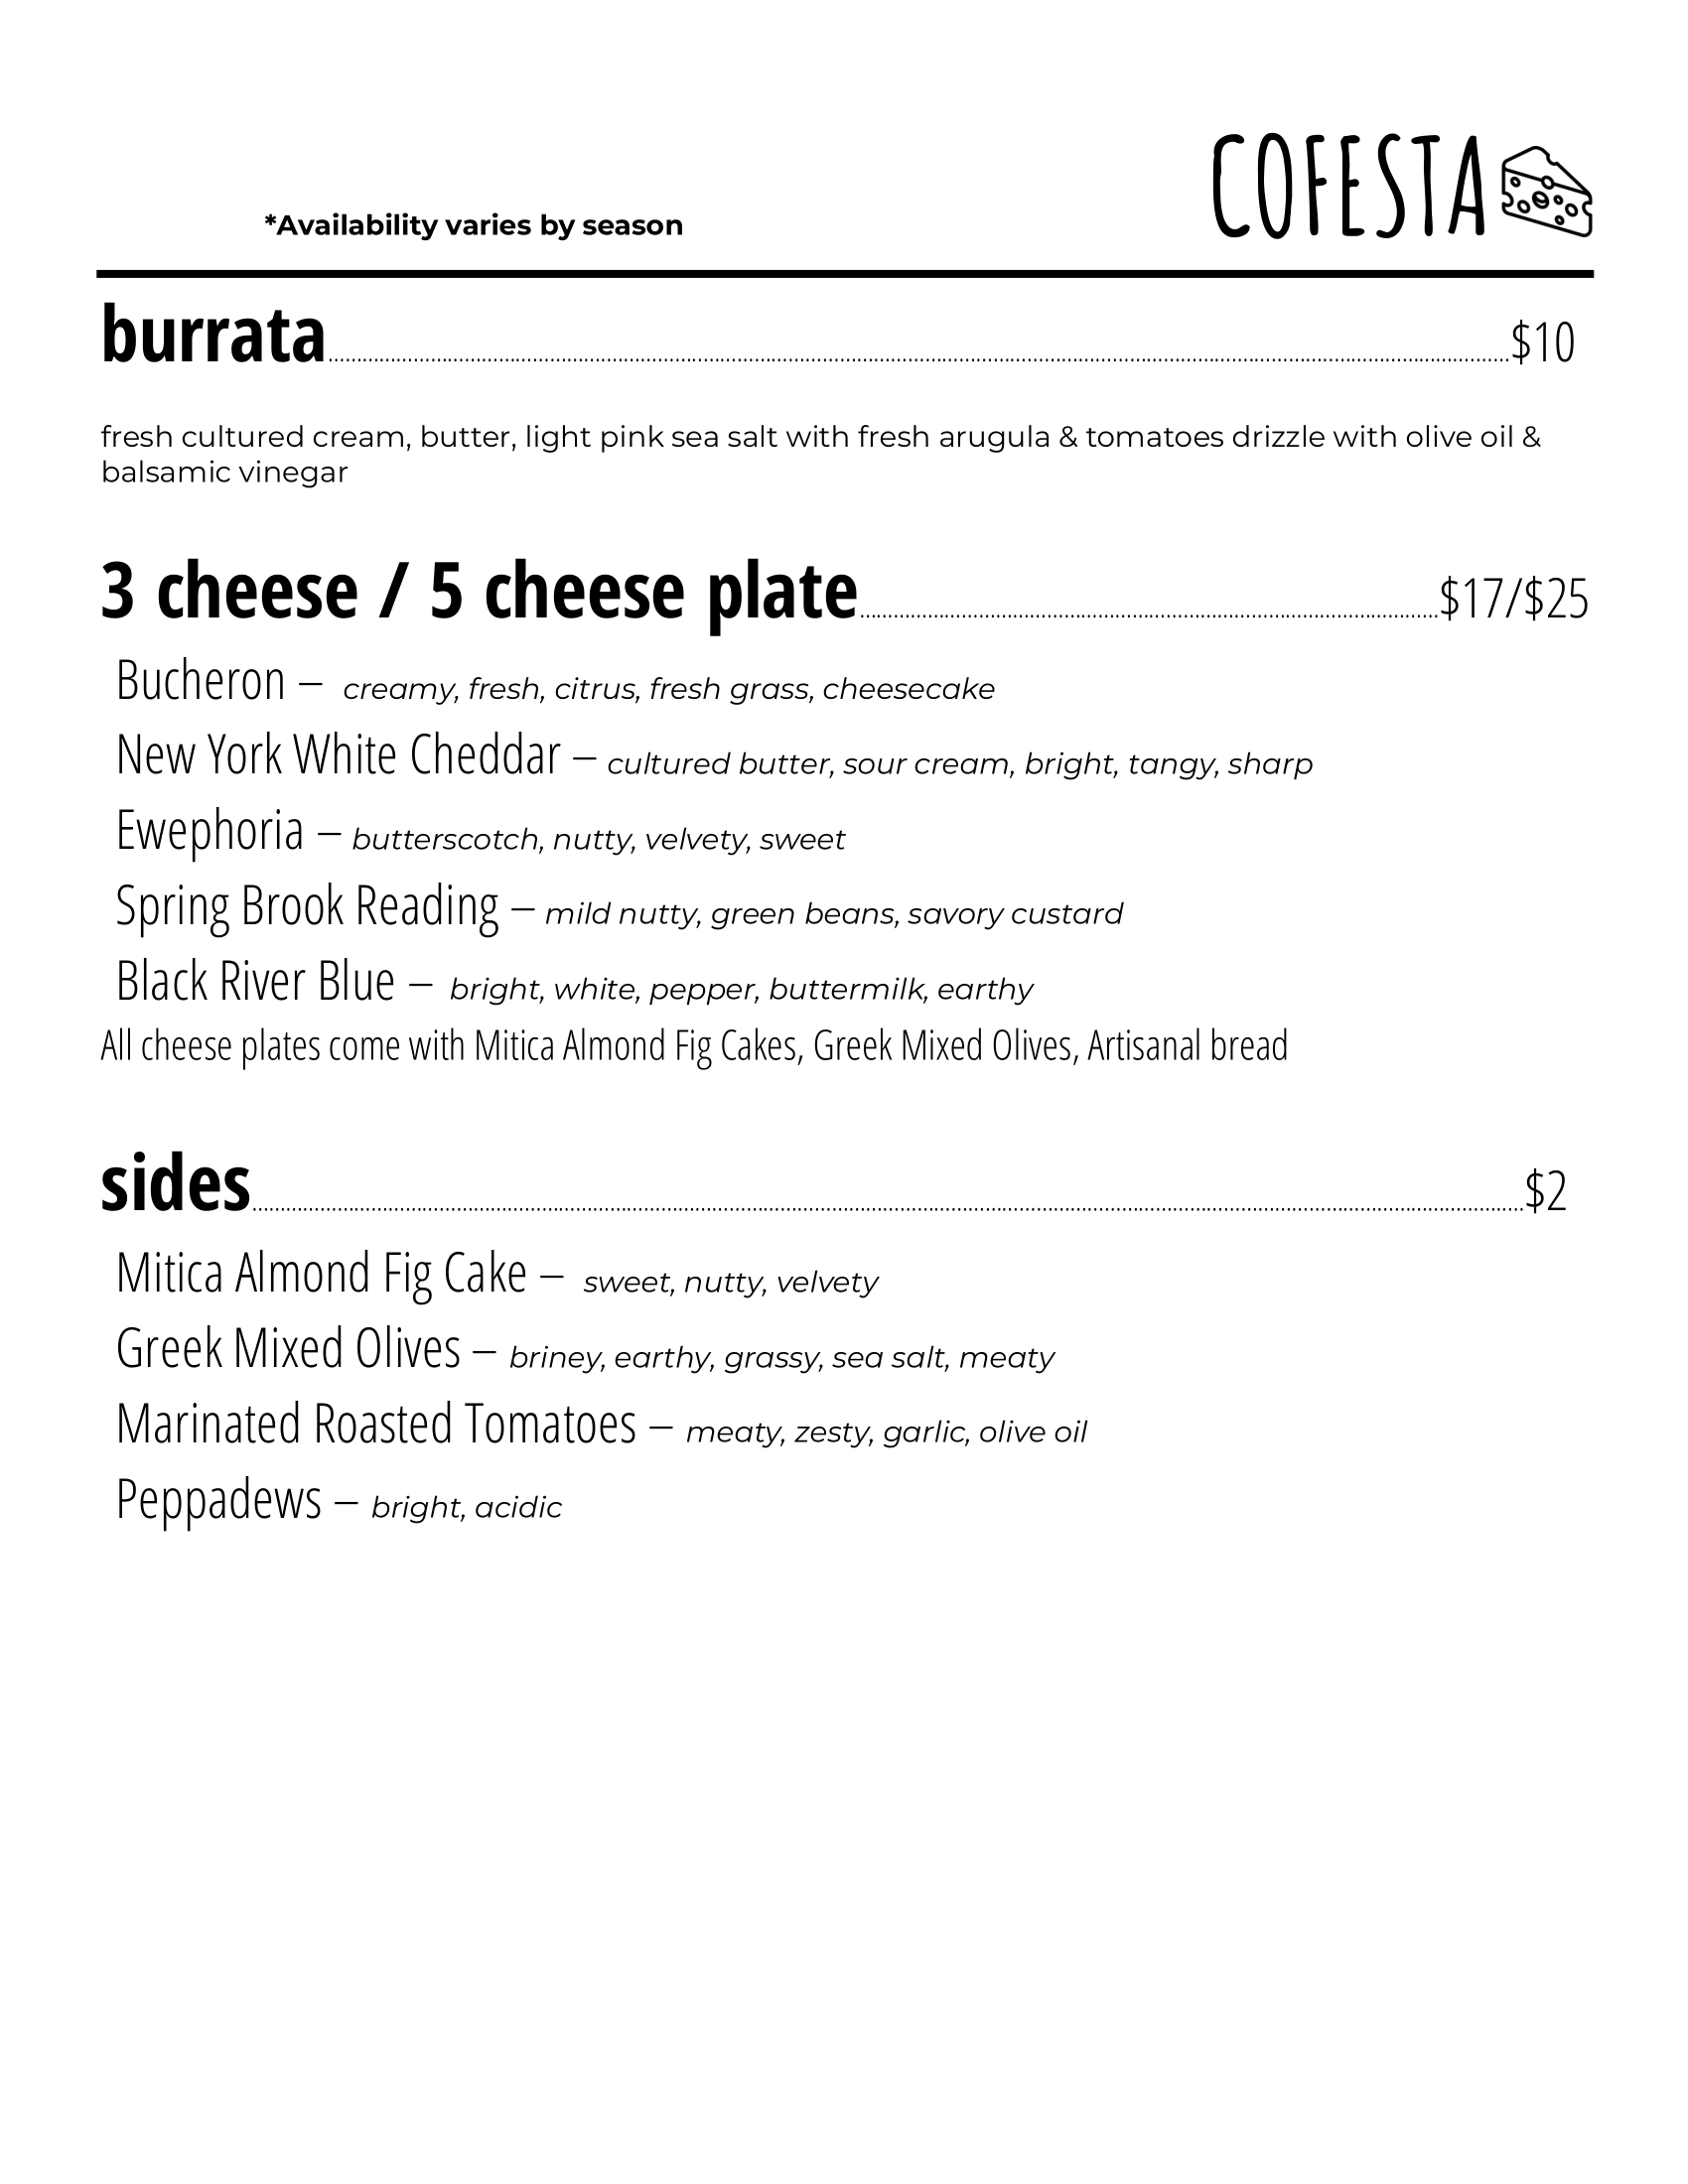 COFESTA
*Availability varies by season
burrata $10
fresh cultured cream, butter, light pink sea salt with fresh arugula & tomatoes drizzle with olive oil &
balsamic vinegar
3 cheese / 5 cheese plate $17/$25
Bucheron – creamy, fresh, citrus, fresh grass, cheesecake
New York White Cheddar – cultured butter, sour cream, bright, tangy, sharp
Ewephoria – butterscotch, nutty, velvety, sweet
Spring Brook Reading – mild nutty, green beans, savory custard
Black River Blue – bright, white, pepper, buttermilk, earthy
All cheese plates come with Mitica Almond Fig Cakes, Greek Mixed Olives, Artisanal bread
sides $2
Mitica Almond Fig Cake – sweet, nutty, velvety
Greek Mixed Olives – briney, earthy, grassy, sea salt, meaty
Marinated Roasted Tomatoes – meaty, zesty, garlic, olive oil
Peppadews – bright, acidic